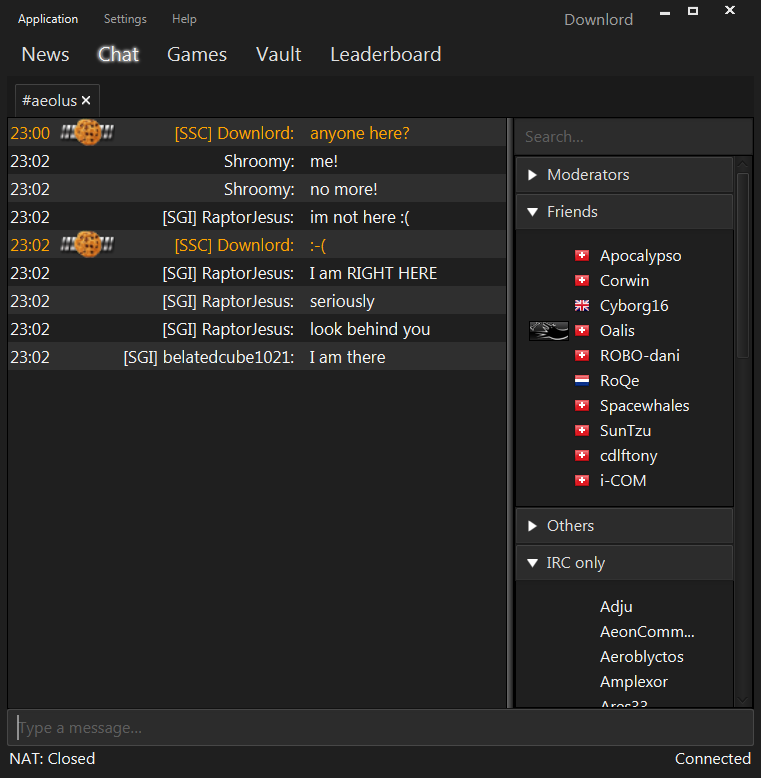 Application Settings Help Downlord
News Chat Games Vault Leaderboard
#aeolus
23:00 [SSC] Downlord: anyone here?
23:02 Shroomy: me!
23:02 Shroomy: no more!
23:02 [SGI] RaptorJesus: im not here :(
23:02 [SSC] Downlord: :-(
23:02 [SGI] RaptorJesus: I am RIGHT HERE
23:02 [SGI] RaptorJesus: seriously
23:02 [SGI] RaptorJesus: look behind you
23:02 [SGI] belatedcube1021: I am there
Search...
Moderators
Friends
Apocalypso
Corwin
Cyborg16
Oalis
ROBO-dani
RoQe
Spacewhales
SunTzu
cdlftony
i-COM
Others
IRC only
Adju
AeonComm...
Aeroblyctos
Amplexor
Ares33
Type a message...
NAT: Closed Connected